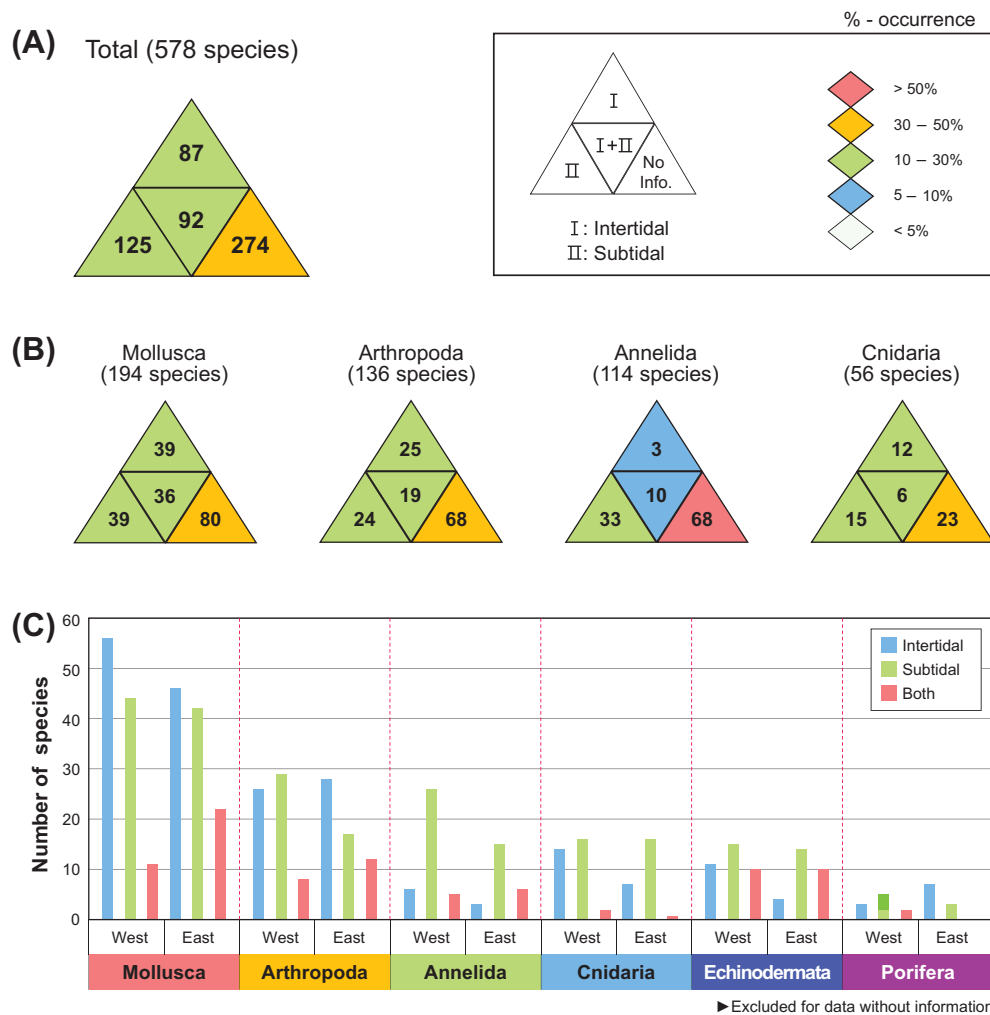 (A)
Total (578 species)
87
92
125
274
% - occurrence
I
II
I+II
No
Info.
I : Intertidal
II : Subtidal
> 50%
30 – 50%
10 – 30%
5 – 10%
< 5%
(B)
Mollusca
(194 species)
39
36
39
80
Arthropoda
(136 species)
25
19
24
68
Annelida
(114 species)
3
10
33
68
Cnidaria
(56 species)
12
6
15
23
(C)
Number of species
60
50
40
30
20
10
0
Intertidal
Subtidal
Both
West East West East West East West East West East West East
Mollusca Arthropoda Annelida Cnidaria Echinodermata Porifera
►Excluded for data without information